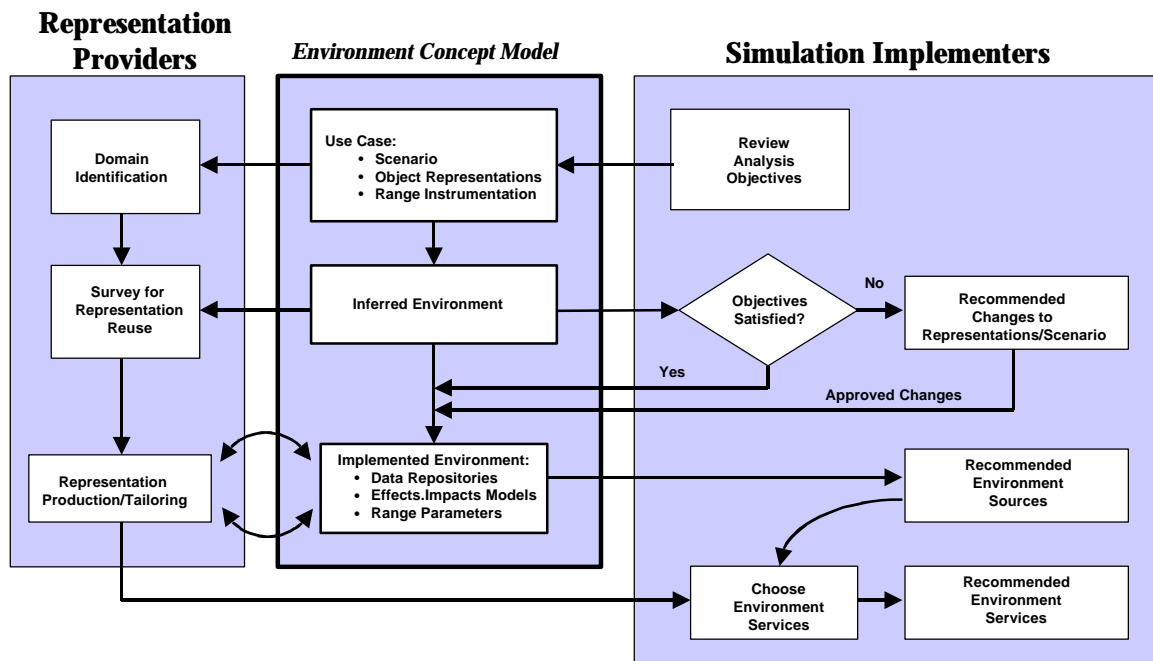 Representation
Providers
Environment Concept Model
Simulation Implementers
Domain
Identification
Use Case:
• Scenario
• Object Representations
• Range Instrumentation
Review
Analysis
Objectives
Survey for
Representation
Reuse
Inferred Environment
Objectives
Satisfied?
No
Recommended
Changes to
Representations/Scenario
Yes
Approved Changes
Representation
Production/Tailoring
Implemented Environment:
• Data Repositories
• Effects.Impacts Models
• Range Parameters
Recommended
Environment
Sources
Choose
Environment
Services
Recommended
Environment
Services